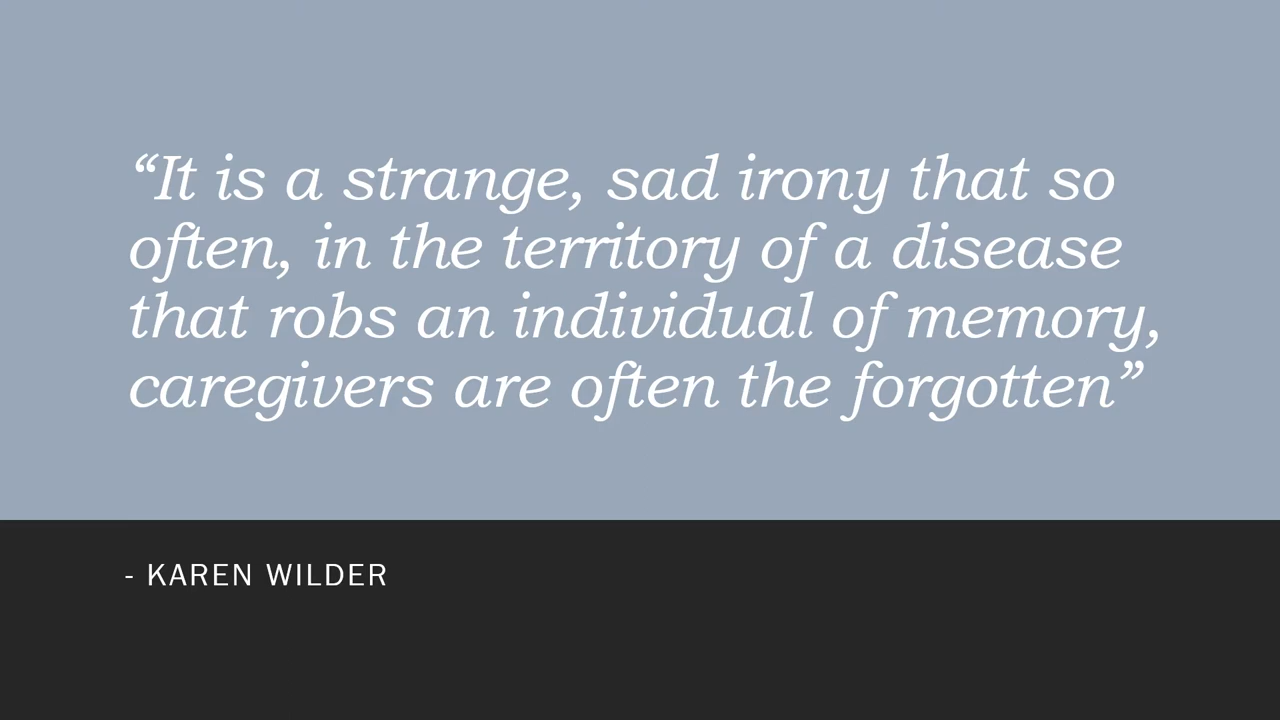 “It is a strange, sad irony that so
often, in the territory of a disease
that robs an individual of memory,
caregivers are often the forgotten”
- KAREN WILDER